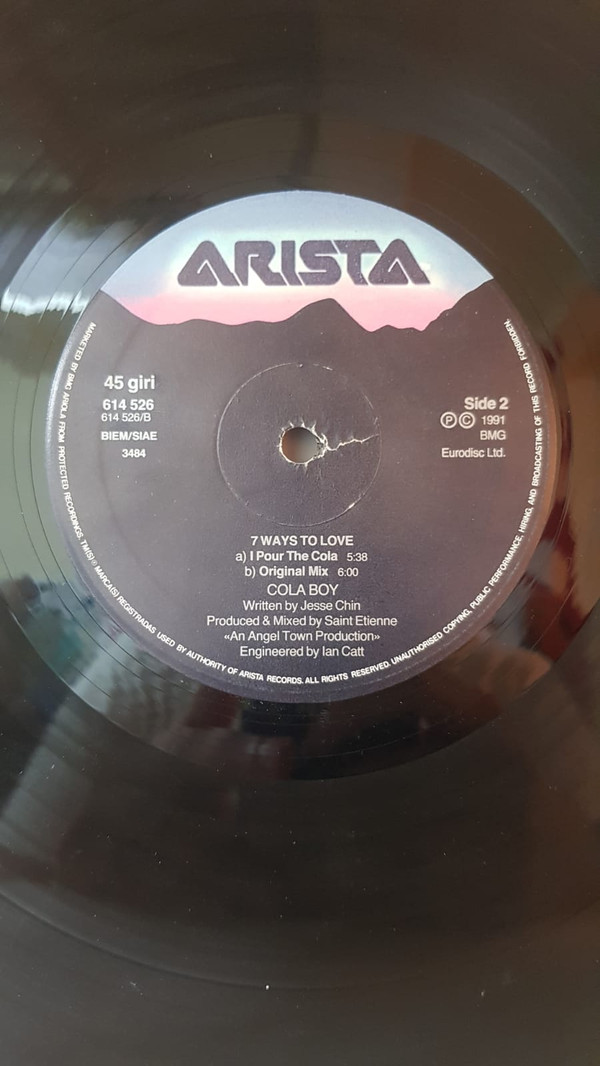 ARISTA
45 giri
614 526
614 526/B
BIEM/SIAE
3484
Side 2
Ⓟ© 1991
BMG
Eurodisc Ltd.
7 WAYS TO LOVE
a) I Pour The Cola 5:38
b) Original Mix 6:00
COLA BOY
Written by Jesse Chin
Produced & Mixed by Saint Etienne
«An Angel Town Production»
Engineered by Ian Catt
MARKETED BY BMG ARIOLA FROM PROTECTED RECORDINGS. TM(S)® MARCA(S) REGISTRADAS USED BY AUTHORITY OF ARISTA RECORDS. ALL RIGHTS RESERVED. UNAUTHORISED COPYING, PUBLIC PERFORMANCE, HIRING, AND BROADCASTING OF THIS RECORD FORBIDDEN.